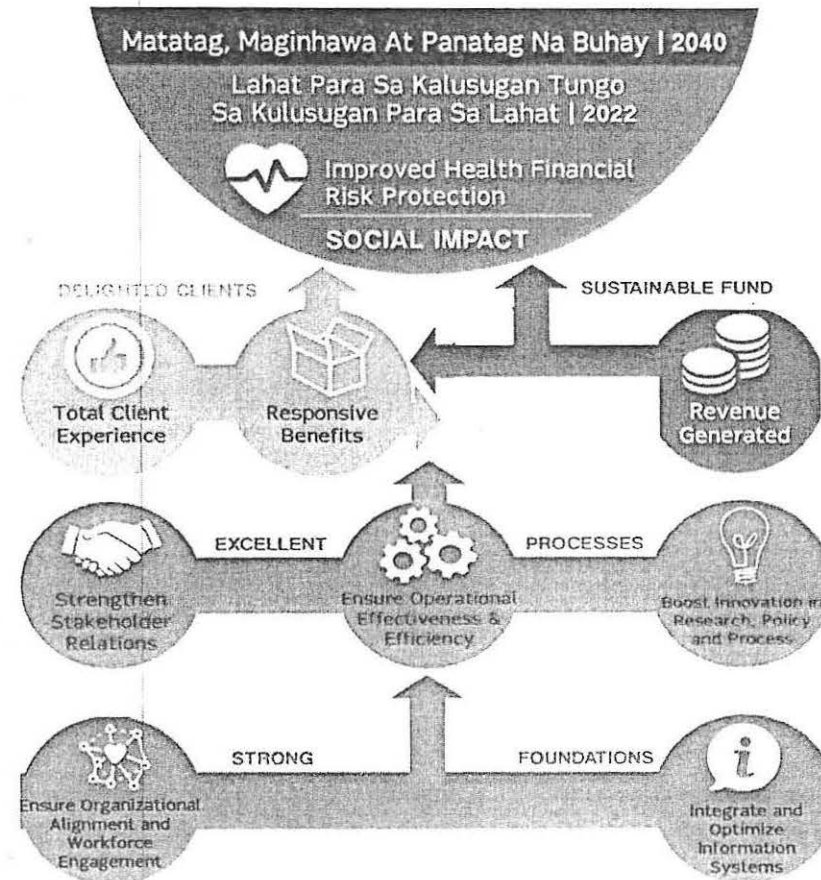 Matatag, Maginhawa At Panatag Na Buhay | 2040
Lahat Para Sa Kalusugan Tungo
Sa Kulusugan Para Sa Lahat | 2022
Improved Health Financial
Risk Protection
SOCIAL IMPACT
DELIGHTED CLIENTS
SUSTAINABLE FUND
Total Client
Experience
Responsive
Benefits
Revenue
Generated
EXCELLENT
PROCESSES
Strengthen
Stakeholder
Relations
Ensure Operational
Effectiveness &
Efficiency
Boost Innovation in
Research, Policy
and Process
STRONG
FOUNDATIONS
Ensure Organizational
Alignment and
Workforce
Engagement
i
Integrate and
Optimize
Information
Systems